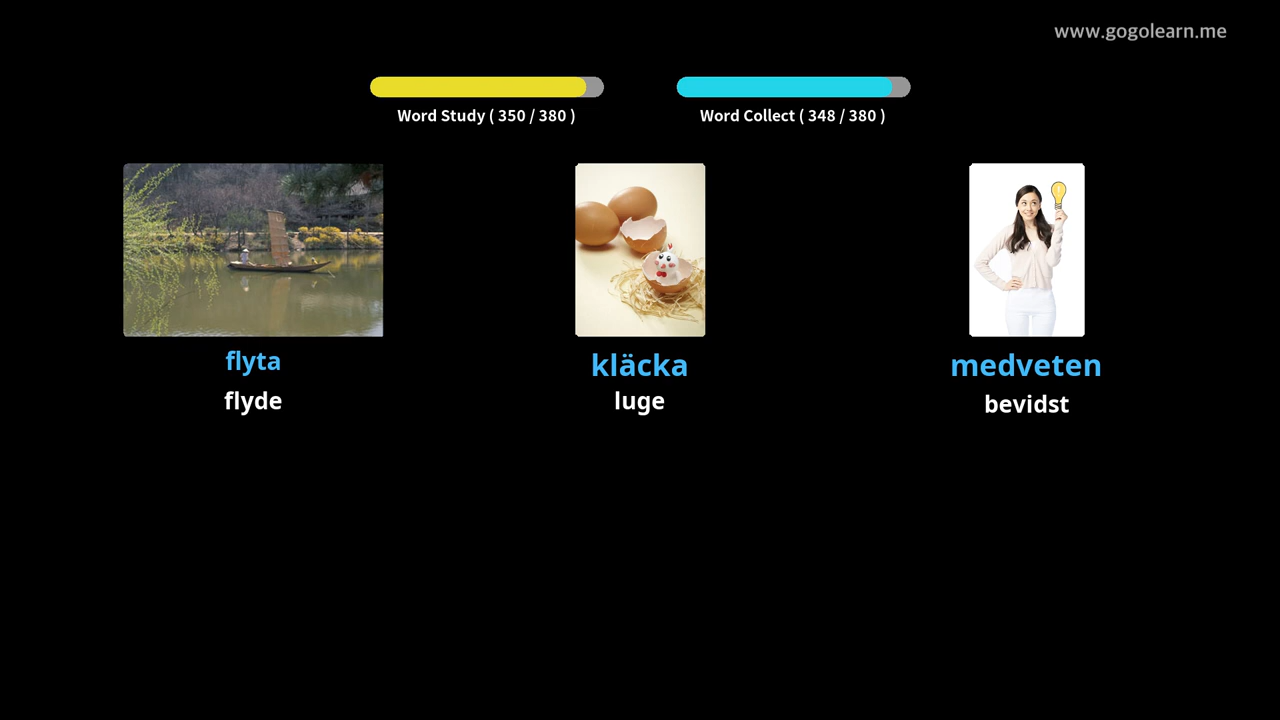 www.gogolearn.me
Word Study ( 350 / 380 )
Word Collect ( 348 / 380 )
flyta
flyde
kläcka
luge
medveten
bevidst